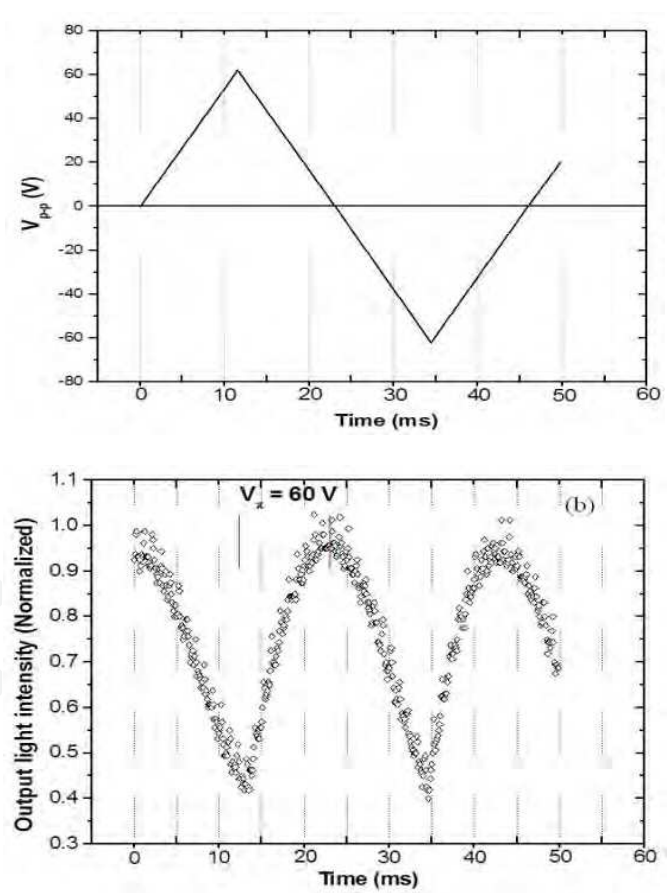 80
60
40
20
0
-20
-40
-60
-80
V p-p (V)
0 10 20 30 40 50 60
Time (ms)
1.1
1.0
0.9
0.8
0.7
0.6
0.5
0.4
0.3
Output light intensity (Normalized)
V π = 60 V
(b)
0 10 20 30 40 50 60
Time (ms)